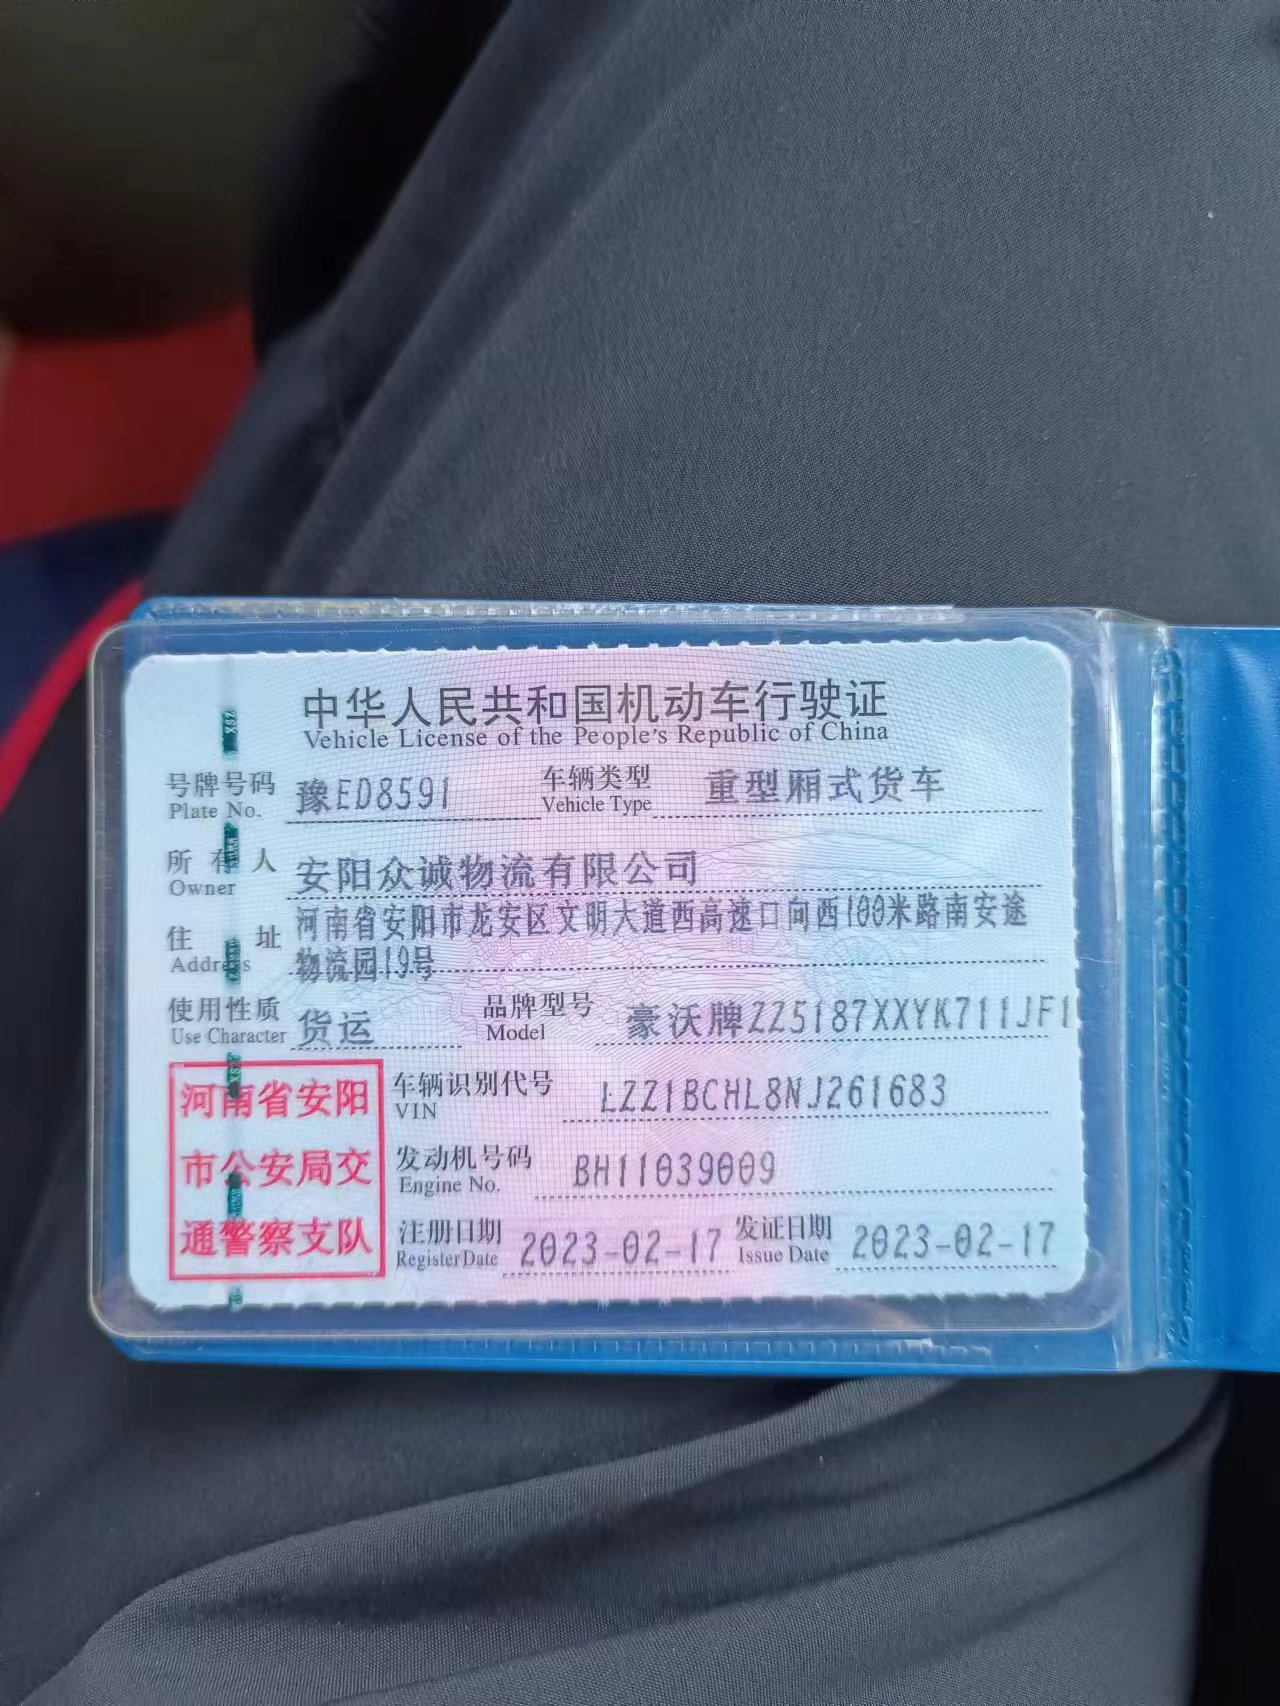 中华人民共和国机动车行驶证
Vehicle License of the People's Republic of China
号牌号码 豫ED8591 车辆类型 重型厢式货车
Plate No. Vehicle Type
所有人 安阳众诚物流有限公司
Owner
住址 河南省安阳市龙安区文明大道西高速口向西100米路南安途
Address 物流园19号
使用性质 货运 品牌型号 豪沃牌ZZ5187XXYK711JF1
Use Character Model
河南省安阳
市公安局交
通警察支队
车辆识别代号 LZZ1BCHL8NJ261683
VIN
发动机号码 BH11039009
Engine No.
注册日期 2023-02-17 发证日期 2023-02-17
Register Date Issue Date